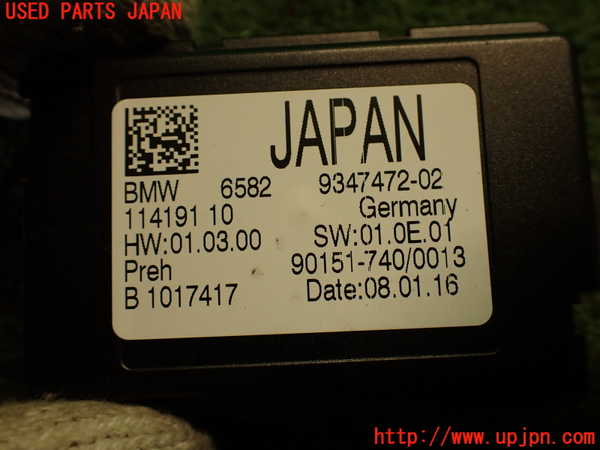 USED PARTS JAPAN
JAPAN
BMW 6582 9347472-02
114191 10 Germany
HW:01.03.00 SW:01.0E.01
Preh 90151-740/0013
B 1017417 Date:08.01.16
http://www.upjpn.com/